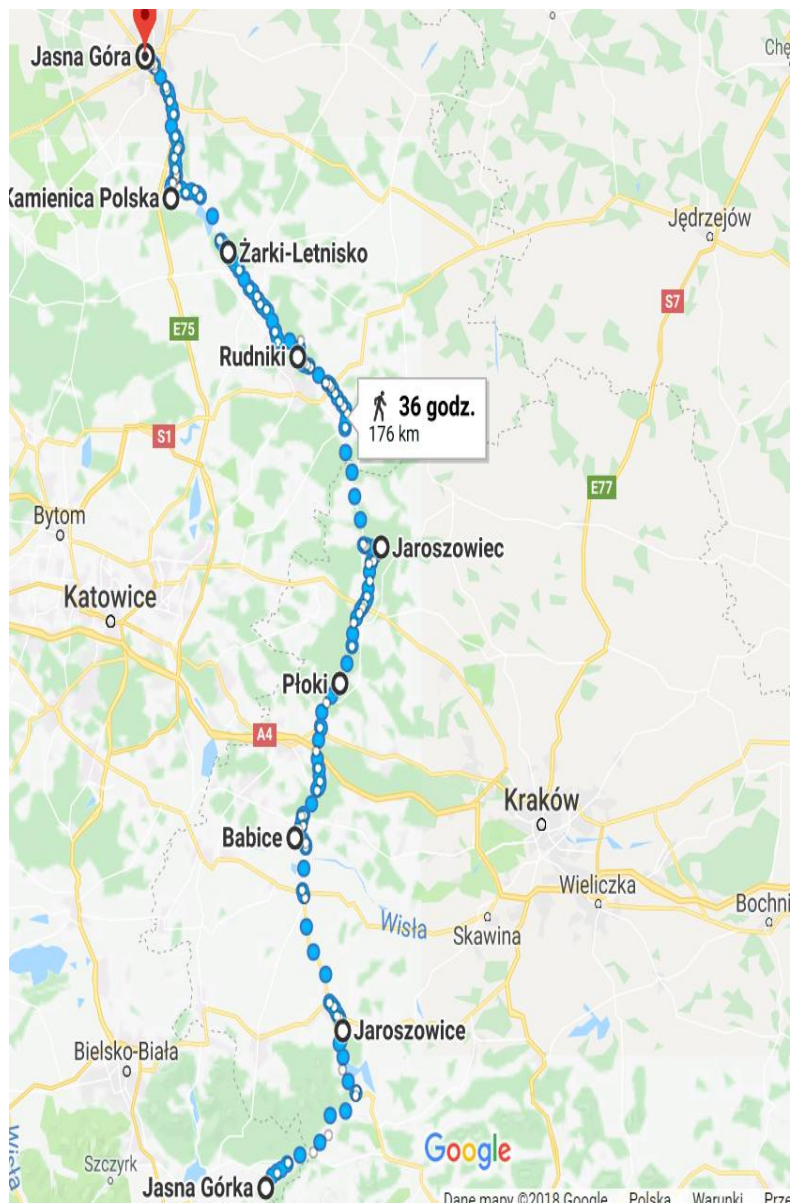 Jasna Góra
Kamienica Polska
Jędrzejów
Żarki-Letnisko
S7
E75
Rudniki
36 godz.
176 km
S1
E77
Bytom
Jaroszowiec
Katowice
Płoki
A4
Kraków
Babice
Wieliczka
Bochni
Wisła
Skawina
Jaroszowice
Bielsko-Biała
Wisła
Google
Szczyrk
Jasna Górka
Dane mapy ©2018 Google Polska Warunki Prze